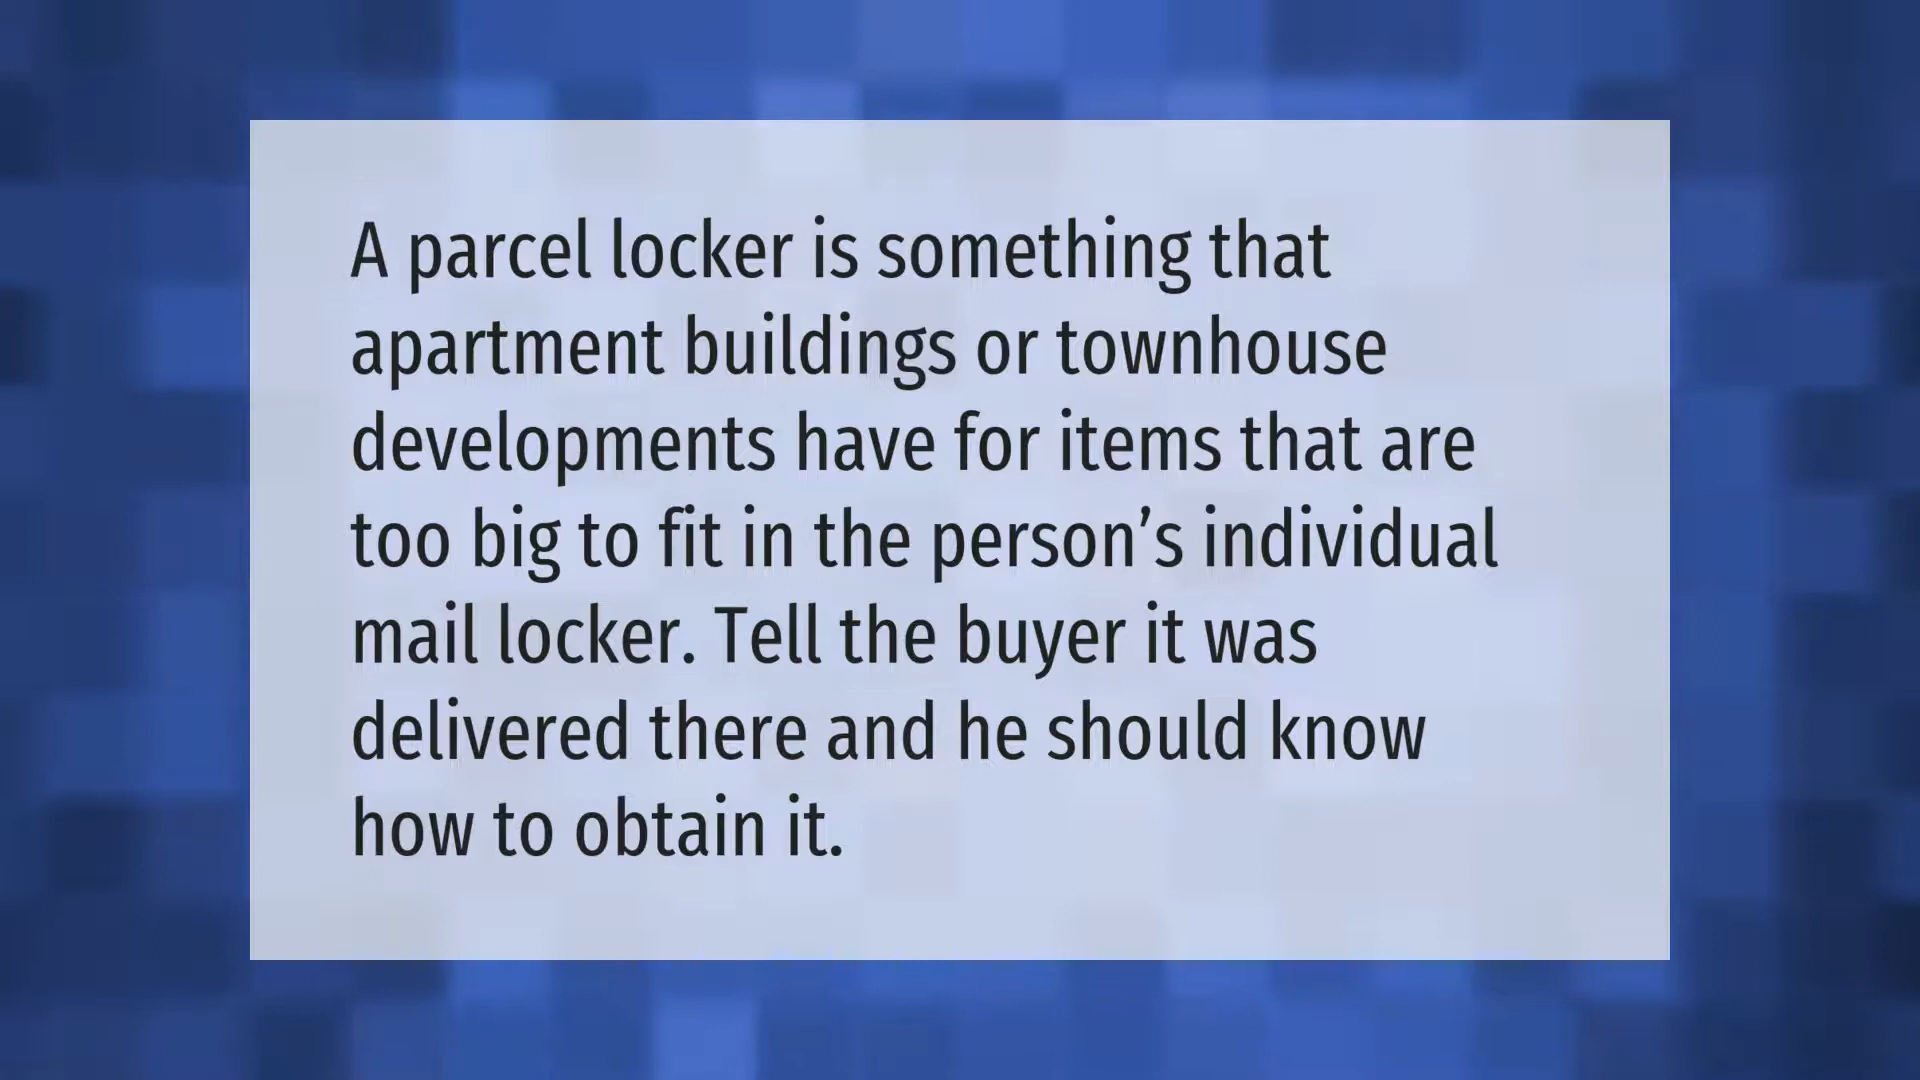 A parcel locker is something that
apartment buildings or townhouse
developments have for items that are
too big to fit in the person’s individual
mail locker. Tell the buyer it was
delivered there and he should know
how to obtain it.